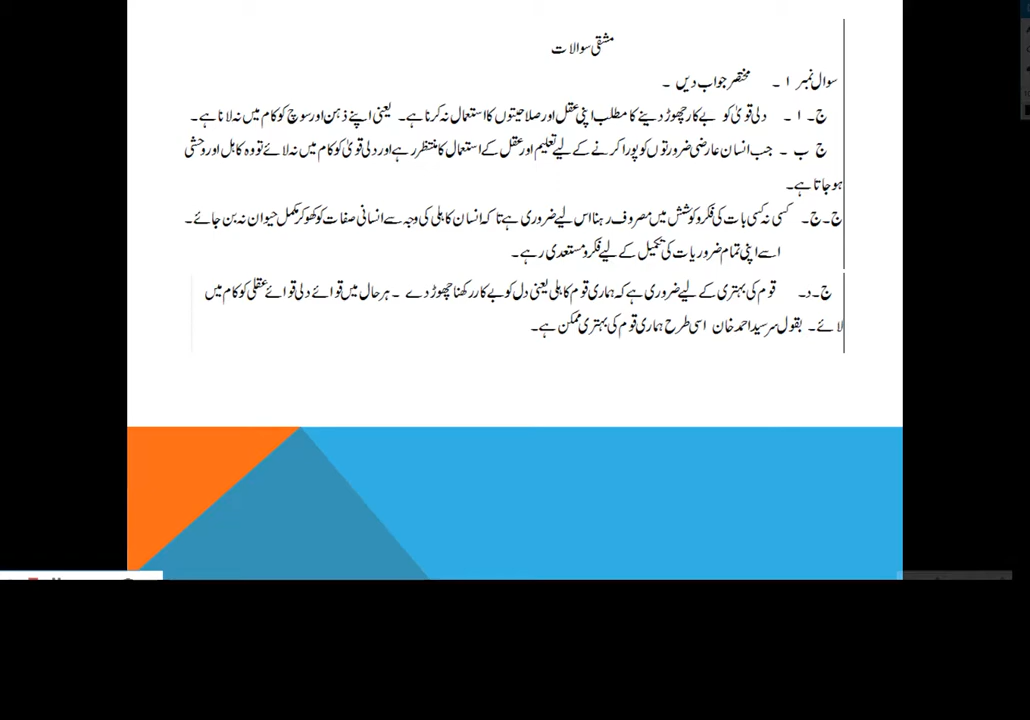 مشقی سوالات
سوال نمبر ۱ ۔ مختصر جواب دیں ۔
ج ۔ ا ۔ دلی قویٰ کو بے کار چھوڑ دینے کا مطلب اپنی عقل اور صلاحیتوں کا استعمال نہ کرنا ہے۔ یعنی اپنے ذہن اور سوچ کو کام میں نہ لانا ہے۔
ج ب ۔ جب انسان عارضی ضرورتوں کو پورا کرنے کے لیے تعلیم اور عقل کے استعمال کا منتظر رہے اور دلی قویٰ کو کام میں نہ لائے تو وہ کاہل اور وحشی
ہو جاتا ہے۔
ج ۔ ج ۔ کسی نہ کسی بات کی فکر و کوشش میں مصروف رہنا اس لیے ضروری ہے تا کہ انسان کاہلی کی وجہ سے انسانی صفات کو کھو کر مکمل حیوان نہ بن جائے ۔
اسے اپنی تمام ضروریات کی تکمیل کے لیے فکر و مستعدی رہے ۔
ج ۔ د ۔ قوم کی بہتری کے لیے ضروری ہے کہ ہماری قوم کاہلی یعنی دل کو بے کار رکھنا چھوڑ دے ۔ ہر حال میں قوائے دلی قوائے عقلی کو کام میں
لائے ۔ بقول سر سید احمد خان اسی طرح ہماری قوم کی بہتری ممکن ہے ۔